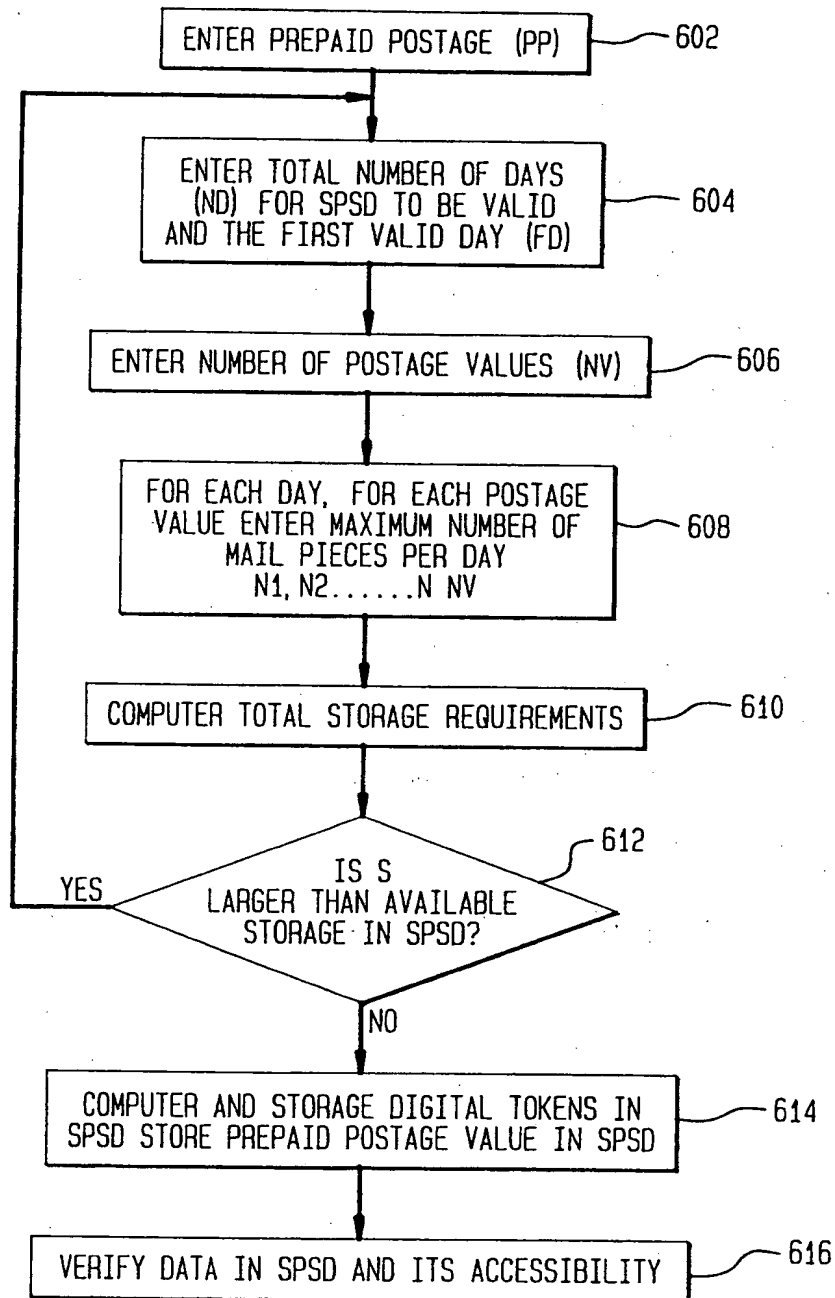 ENTER PREPAID POSTAGE (PP)
602
ENTER TOTAL NUMBER OF DAYS
(ND) FOR SPSD TO BE VALID
AND THE FIRST VALID DAY (FD)
604
ENTER NUMBER OF POSTAGE VALUES (NV)
606
FOR EACH DAY, FOR EACH POSTAGE
VALUE ENTER MAXIMUM NUMBER OF
MAIL PIECES PER DAY
N1, N2......N NV
608
COMPUTER TOTAL STORAGE REQUIREMENTS
610
IS S
LARGER THAN AVAILABLE
STORAGE IN SPSD?
612
YES
NO
COMPUTER AND STORAGE DIGITAL TOKENS IN
SPSD STORE PREPAID POSTAGE VALUE IN SPSD
614
VERIFY DATA IN SPSD AND ITS ACCESSIBILITY
616